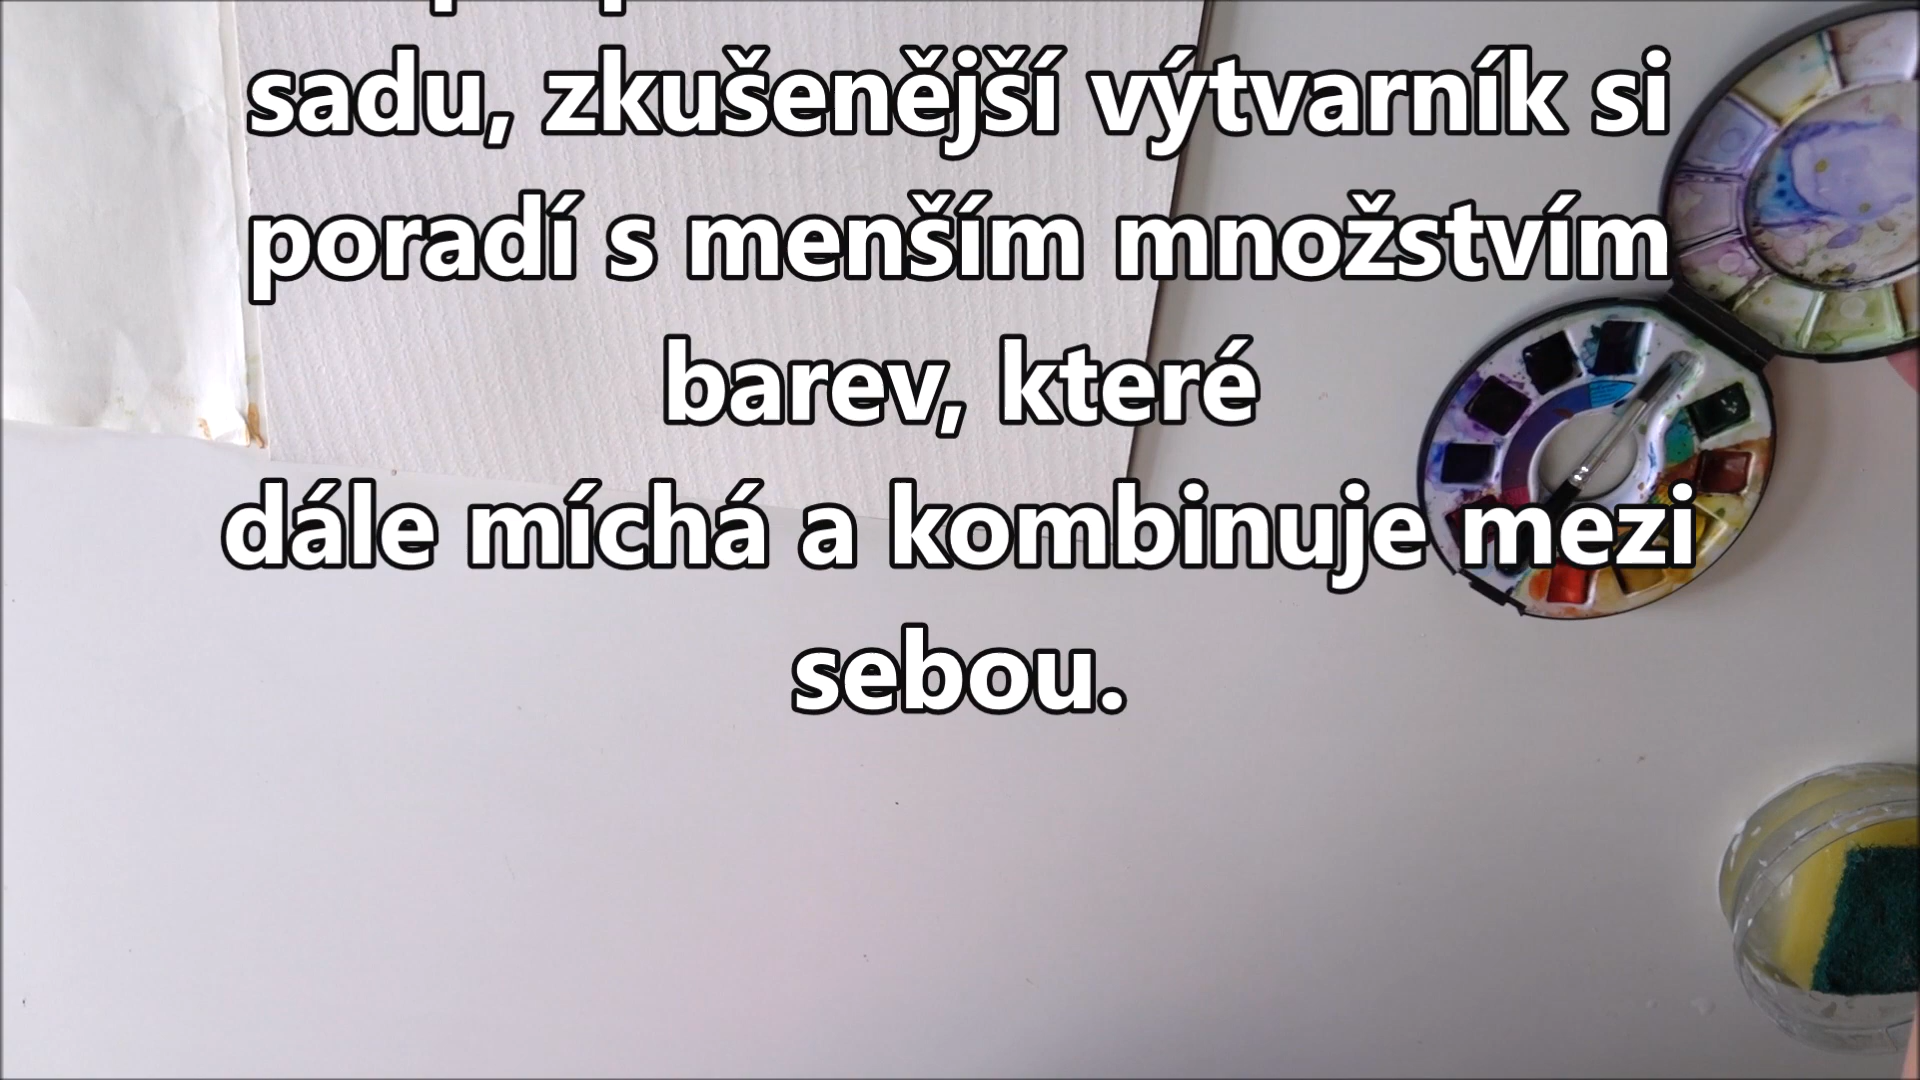 sadu, zkušenější výtvarník si
poradí s menším množstvím
barev, které
dále míchá a kombinuje mezi
sebou.